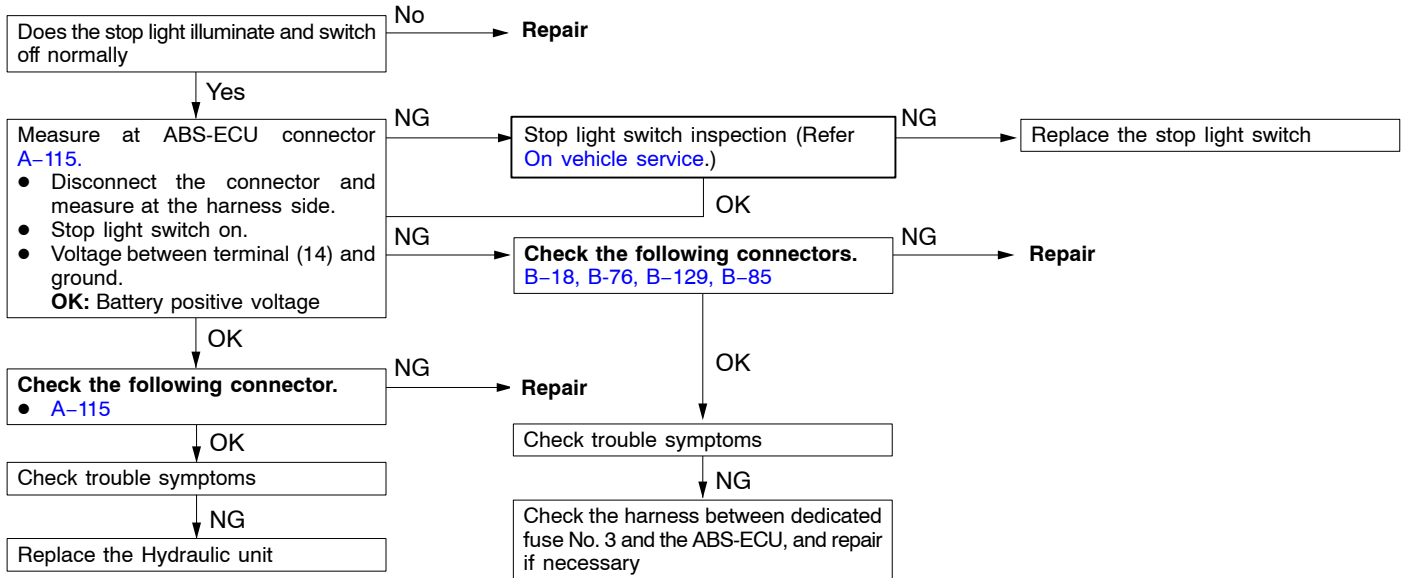 Does the stop light illuminate and switch
off normally
No
Repair
Yes
Measure at ABS-ECU connector
A–115.
● Disconnect the connector and
measure at the harness side.
● Stop light switch on.
● Voltage between terminal (14) and
ground.
OK: Battery positive voltage
NG
Stop light switch inspection (Refer
On vehicle service.)
NG
Replace the stop light switch
OK
NG
Check the following connectors.
B–18, B-76, B–129, B–85
NG
Repair
OK
Check the following connector.
● A–115
NG
Repair
OK
OK
Check trouble symptoms
Check trouble symptoms
NG
NG
Replace the Hydraulic unit
Check the harness between dedicated
fuse No. 3 and the ABS-ECU, and repair
if necessary